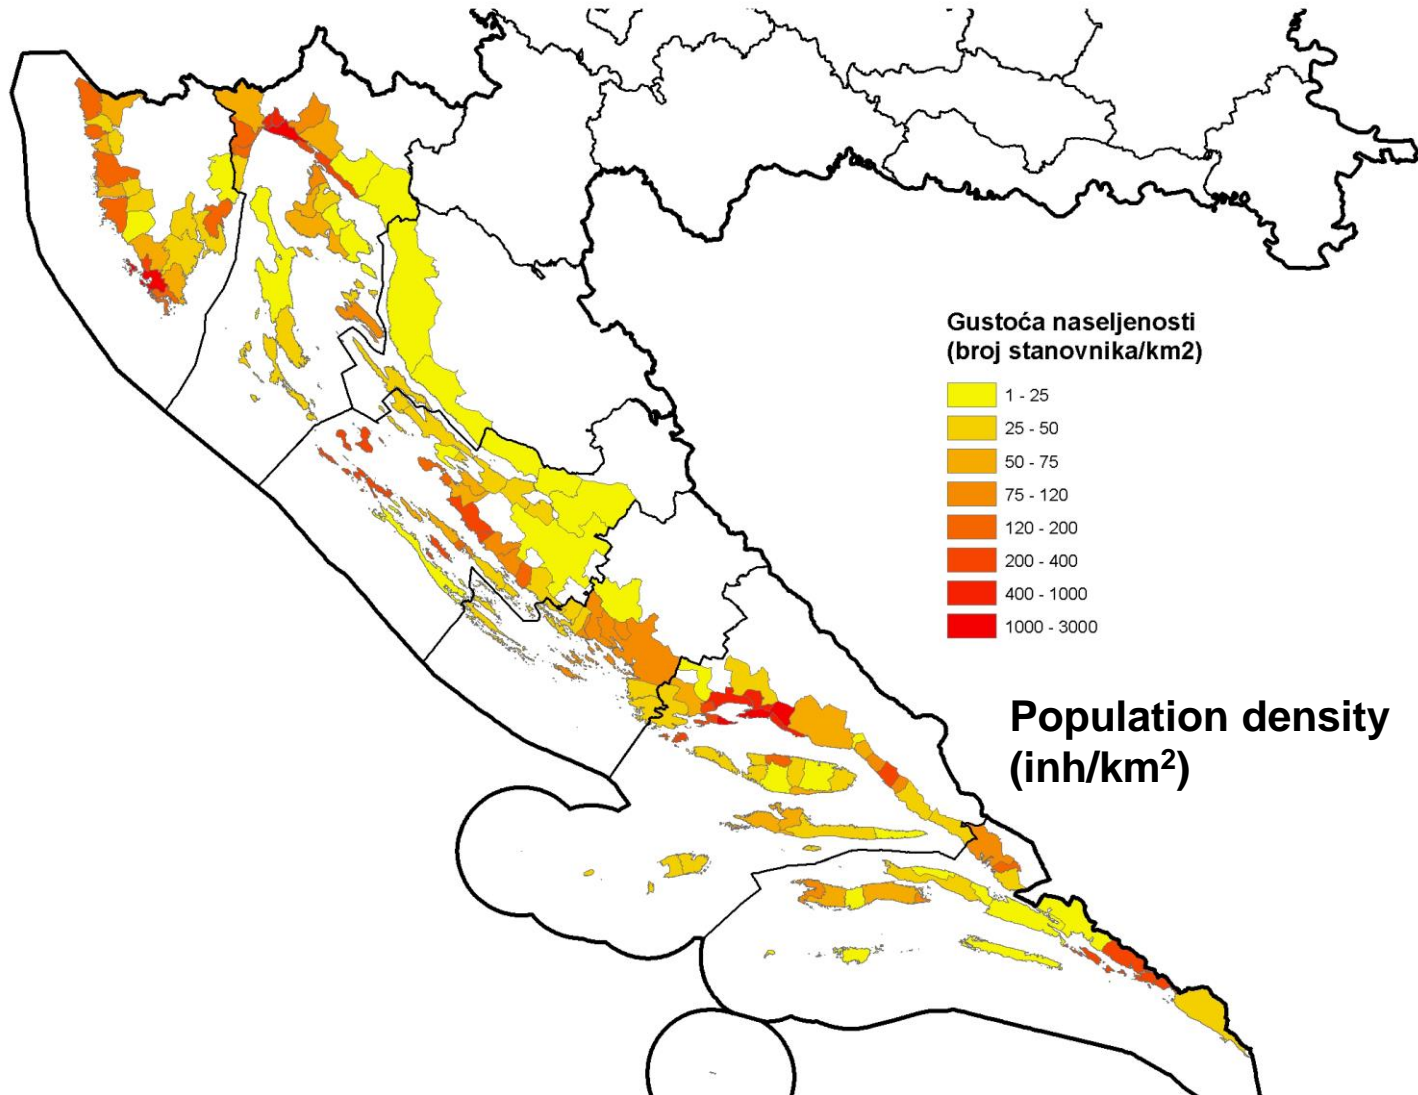 Gustoća naseljenosti
(broj stanovnika/km2)
1 - 25
25 - 50
50 - 75
75 - 120
120 - 200
200 - 400
400 - 1000
1000 - 3000
Population density
(inh/km²)